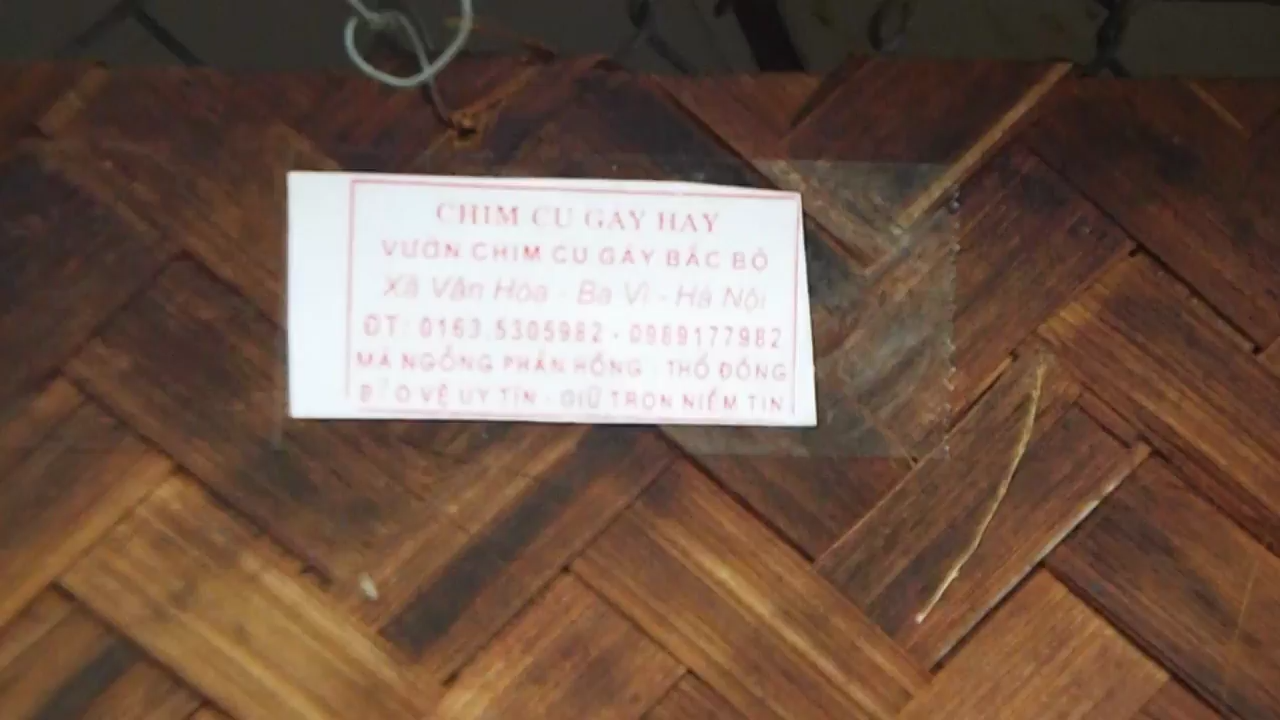 CHIM CU GÁY HAY
VƯỜN CHIM CU GÁY BẮC BỘ
Xã Vân Hòa - Ba Vì - Hà Nội
ĐT: 0163.5305982 - 0989177982
MÁ NGỒNG PHẤN HỒNG - THỔ ĐỒNG
BẢO VỆ UY TÍN - GIỮ TRỌN NIỀM TIN